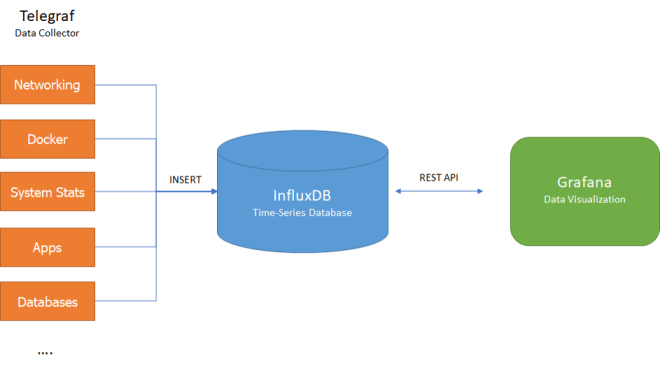 Telegraf
Data Collector
Networking
Docker
System Stats
Apps
Databases
....
INSERT
InfluxDB
Time-Series Database
REST API
Grafana
Data Visualization